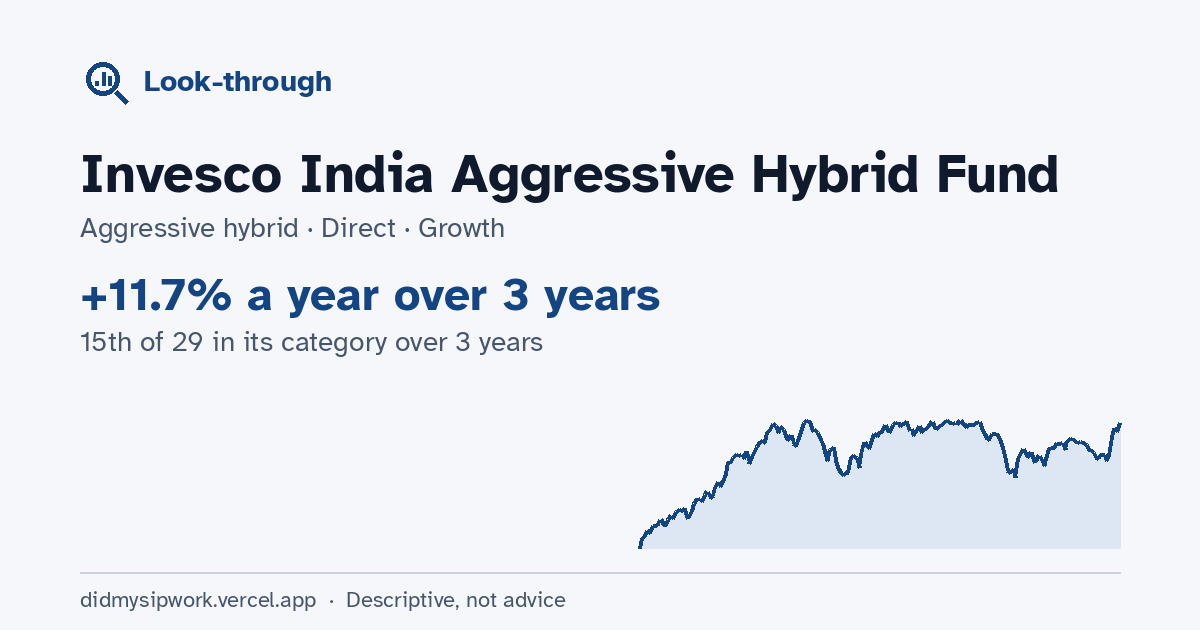 Look-through
Invesco India Aggressive Hybrid Fund
Aggressive hybrid · Direct · Growth
+11.7% a year over 3 years
15th of 29 in its category over 3 years
didmysipwork.vercel.app · Descriptive, not advice